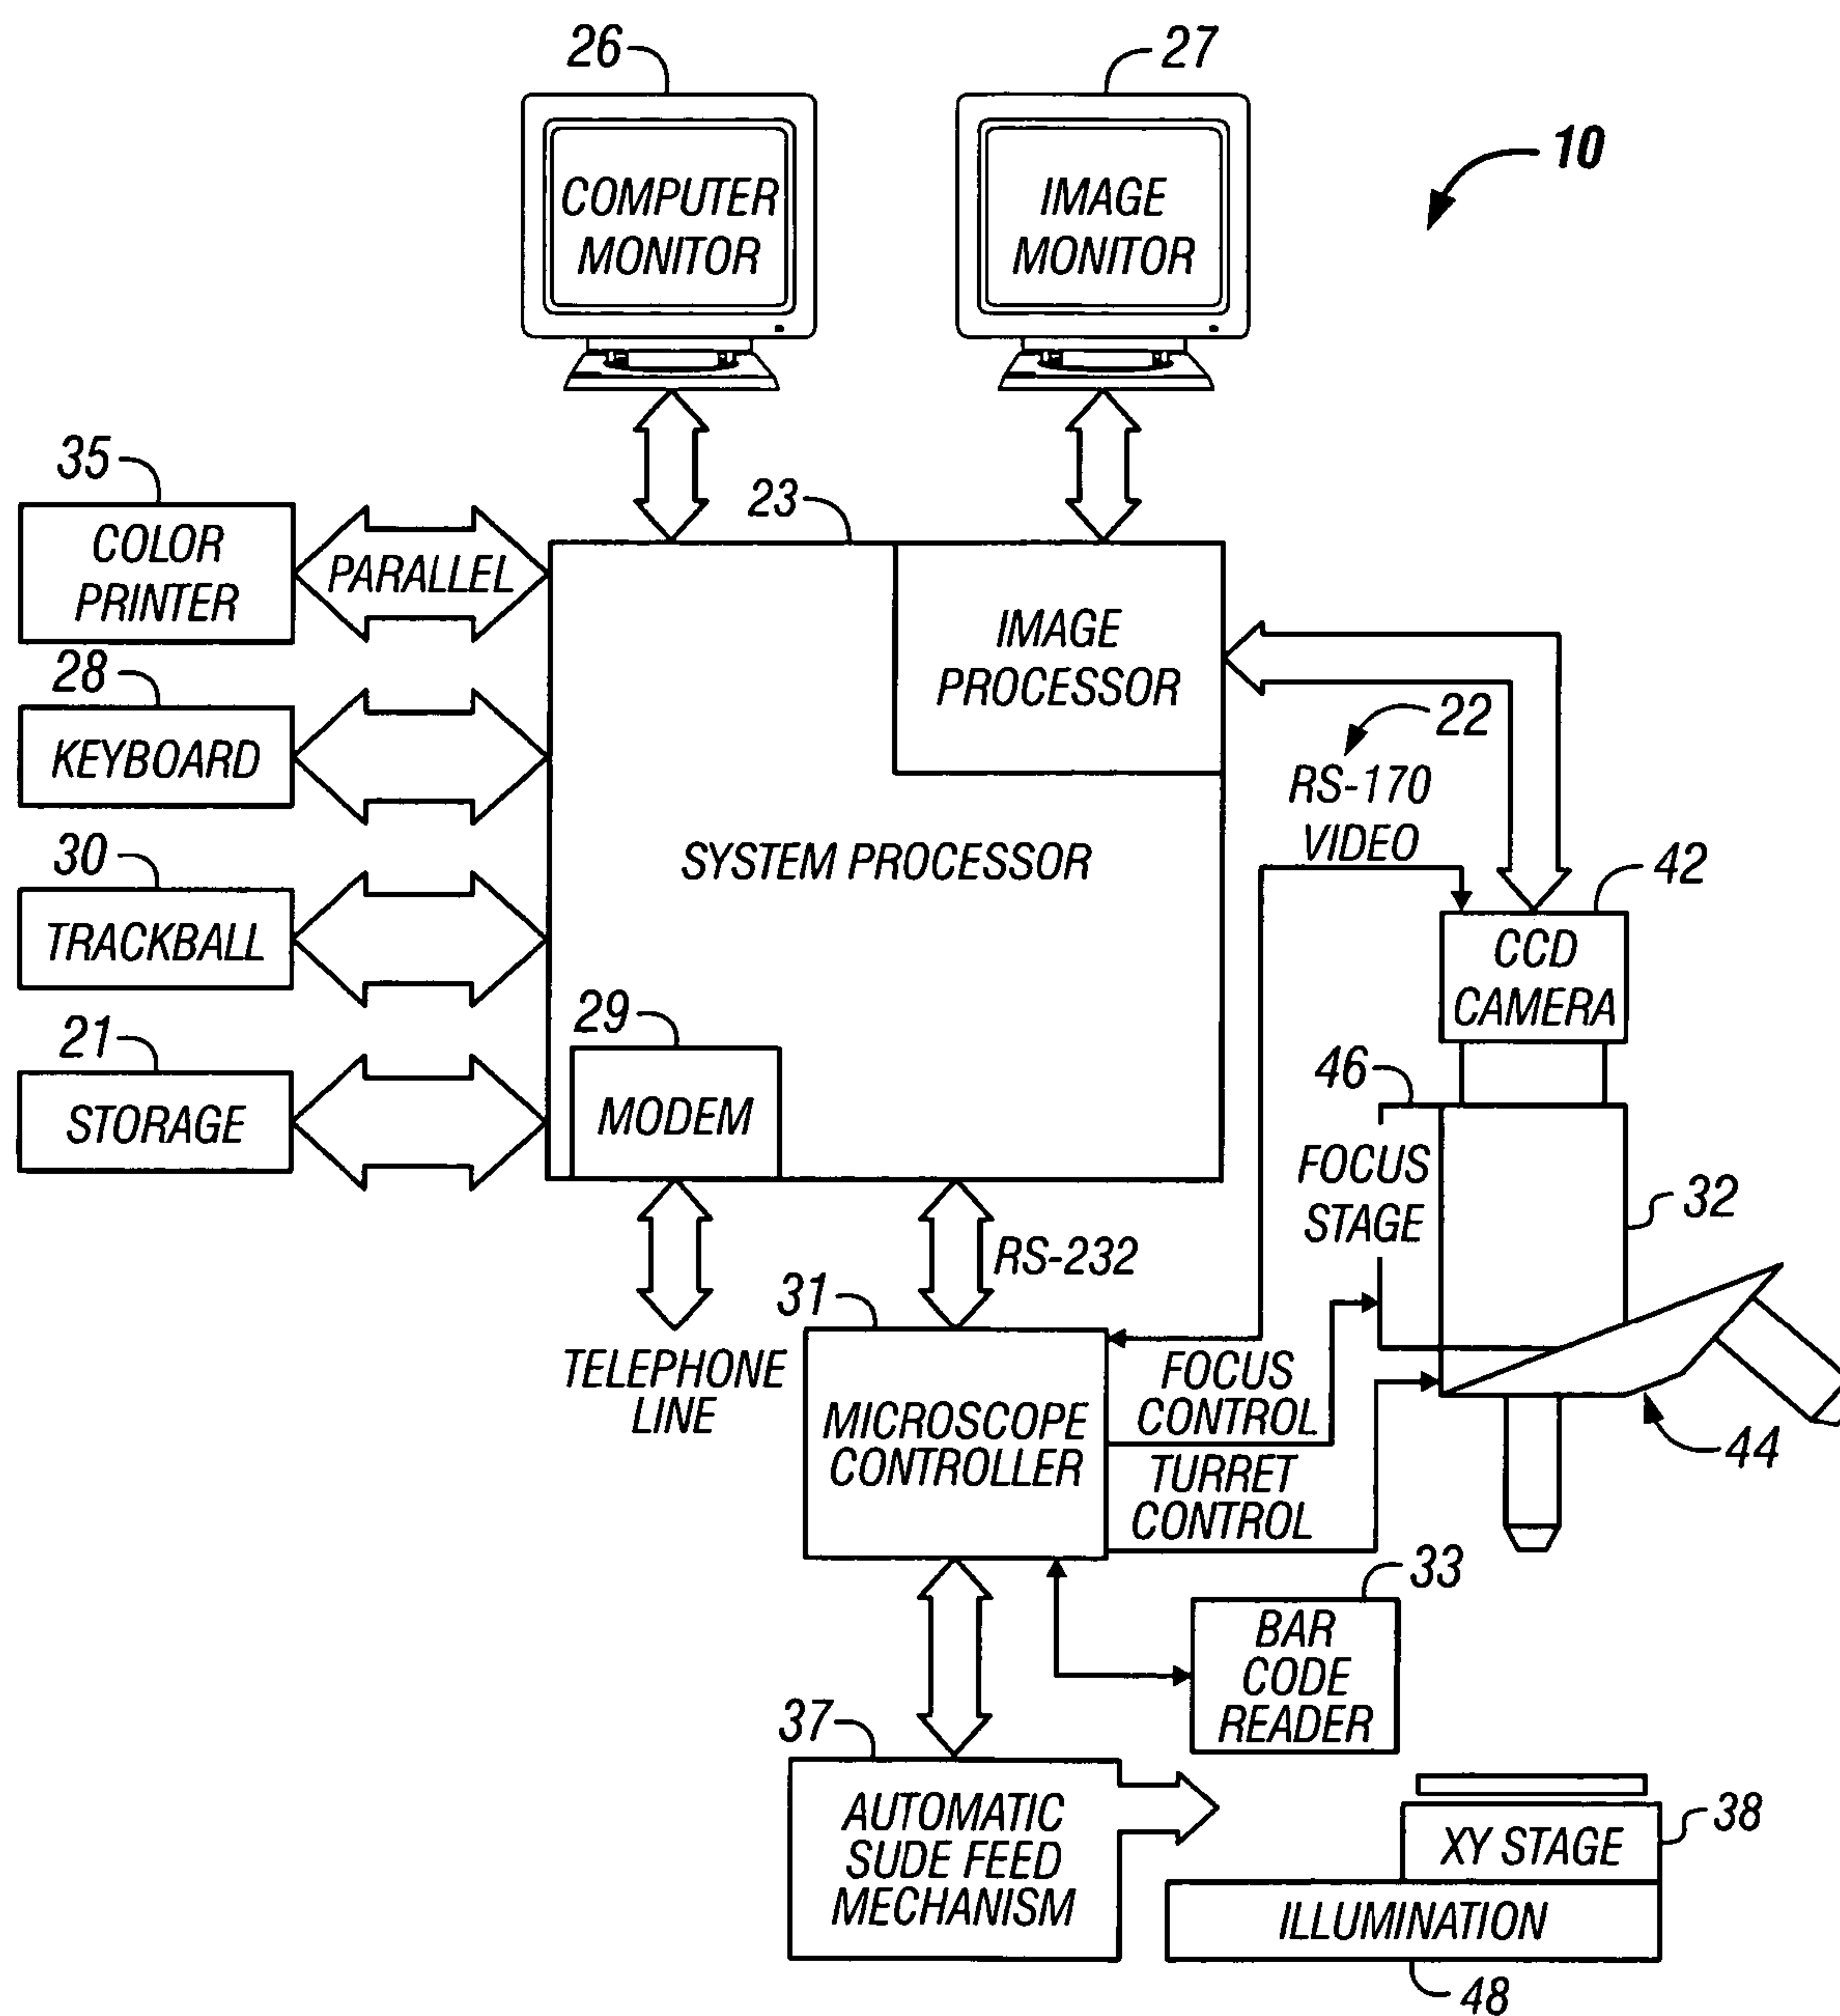 26
27
10
COMPUTER
MONITOR
IMAGE
MONITOR
35
23
COLOR
PRINTER
PARALLEL
IMAGE
PROCESSOR
28
22
KEYBOARD
RS-170
VIDEO
30
SYSTEM PROCESSOR
42
TRACKBALL
CCD
CAMERA
21
29
46
STORAGE
MODEM
FOCUS
STAGE
32
RS-232
31
TELEPHONE
LINE
FOCUS
CONTROL
MICROSCOPE
CONTROLLER
44
TURRET
CONTROL
33
BAR
CODE
READER
37
AUTOMATIC
SUDE FEED
MECHANISM
38
XY STAGE
ILLUMINATION
48